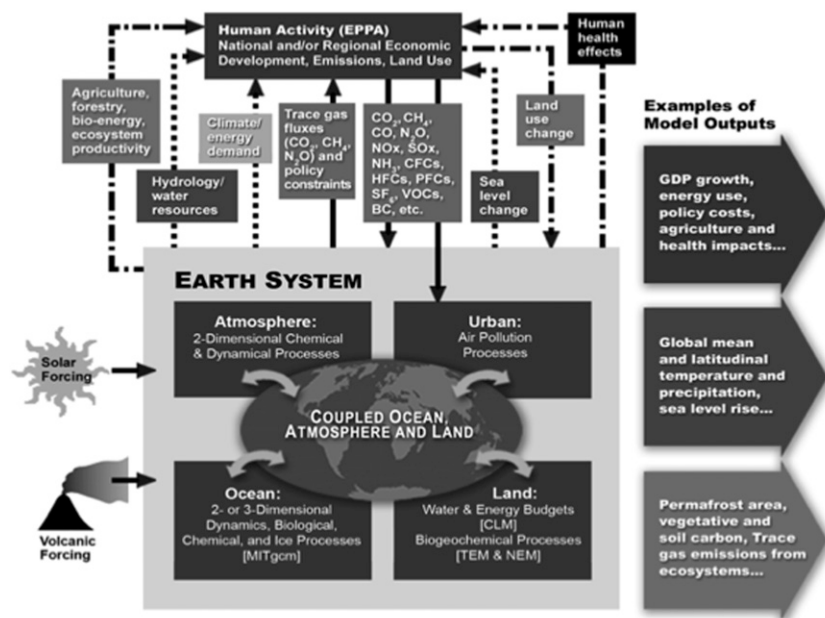 Human Activity (EPPA)
National and/or Regional Economic
Development, Emissions, Land Use
Human
health
effects
Agriculture,
forestry,
bio-energy,
ecosystem
productivity
Hydrology/
water
resources
Climate/
energy
demand
Trace gas
fluxes
(CO₂, CH₄,
N₂O) and
policy
constraints
CO₂, CH₄,
CO, N₂O,
NOx, SOx,
NH₃, CFCs,
HFCs, PFCs,
SF₆, VOCs,
BC, etc.
Sea
level
change
Land
use
change
EARTH SYSTEM
Atmosphere:
2-Dimensional Chemical
& Dynamical Processes
Urban:
Air Pollution
Processes
COUPLED OCEAN,
ATMOSPHERE AND LAND
Ocean:
2- or 3-Dimensional
Dynamics, Biological,
Chemical, and Ice Processes
[MITgcm]
Land:
Water & Energy Budgets
[CLM]
Biogeochemical Processes
[TEM & NEM]
Solar
Forcing
Volcanic
Forcing
Examples of
Model Outputs
GDP growth,
energy use,
policy costs,
agriculture and
health impacts...
Global mean
and latitudinal
temperature and
precipitation,
sea level rise...
Permafrost area,
vegetative and
soil carbon, Trace
gas emissions from
ecosystems...